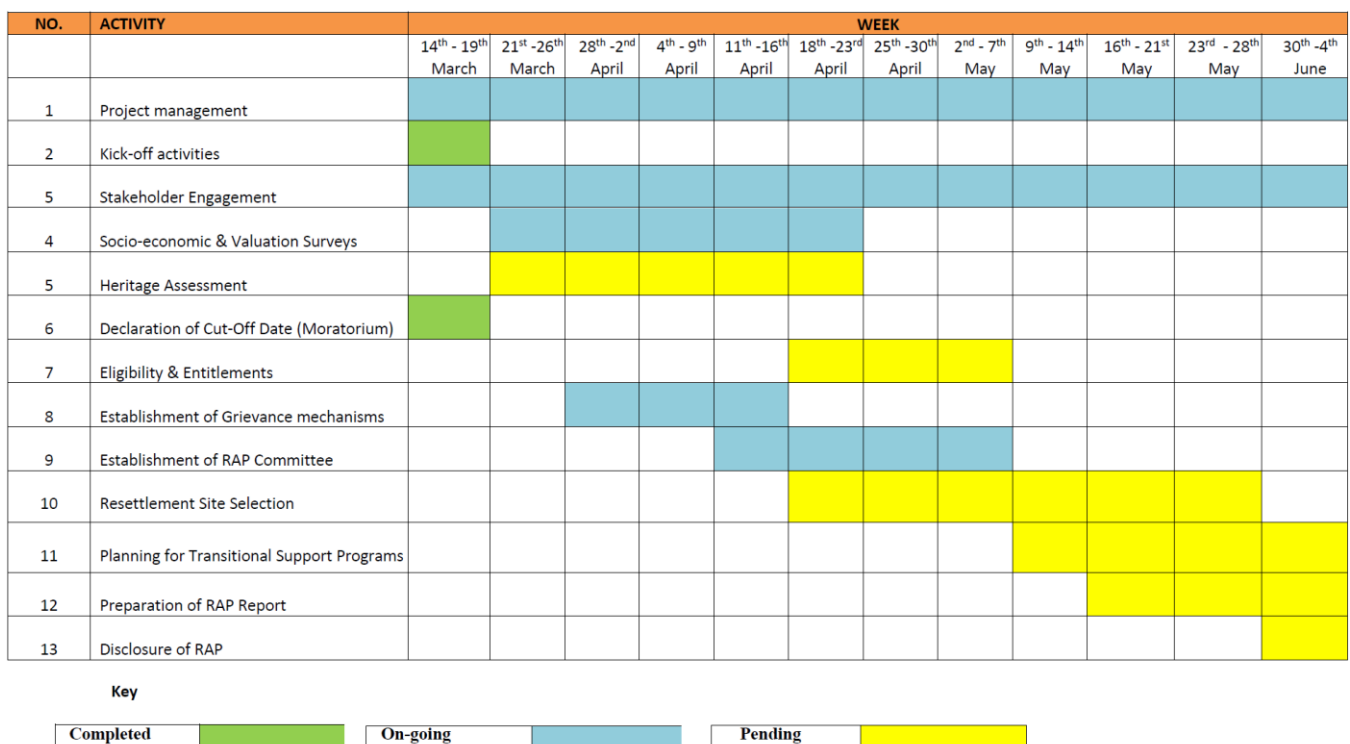 NO. ACTIVITY WEEK
14th - 19th March 21st -26th March 28th -2nd April 4th - 9th April 11th -16th April 18th -23rd April 25th -30th April 2nd - 7th May 9th - 14th May 16th - 21st May 23rd - 28th May 30th -4th June
1 Project management
2 Kick-off activities
5 Stakeholder Engagement
4 Socio-economic & Valuation Surveys
5 Heritage Assessment
6 Declaration of Cut-Off Date (Moratorium)
7 Eligibility & Entitlements
8 Establishment of Grievance mechanisms
9 Establishment of RAP Committee
10 Resettlement Site Selection
11 Planning for Transitional Support Programs
12 Preparation of RAP Report
13 Disclosure of RAP
Key
Completed On-going Pending